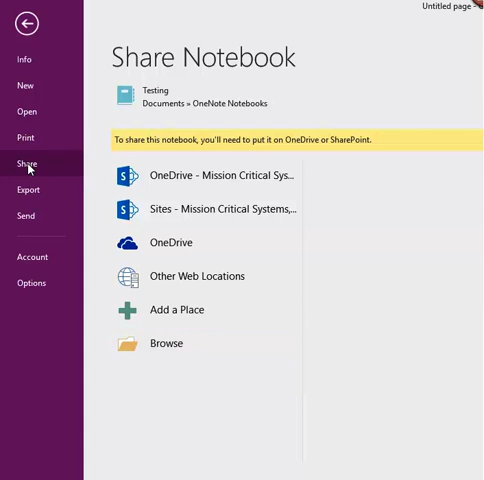 Untitled page -
Info
New
Open
Print
Share
Export
Send
Account
Options
Share Notebook
Testing
Documents » OneNote Notebooks
To share this notebook, you'll need to put it on OneDrive or SharePoint.
OneDrive - Mission Critical Sys...
Sites - Mission Critical Systems,...
OneDrive
Other Web Locations
Add a Place
Browse